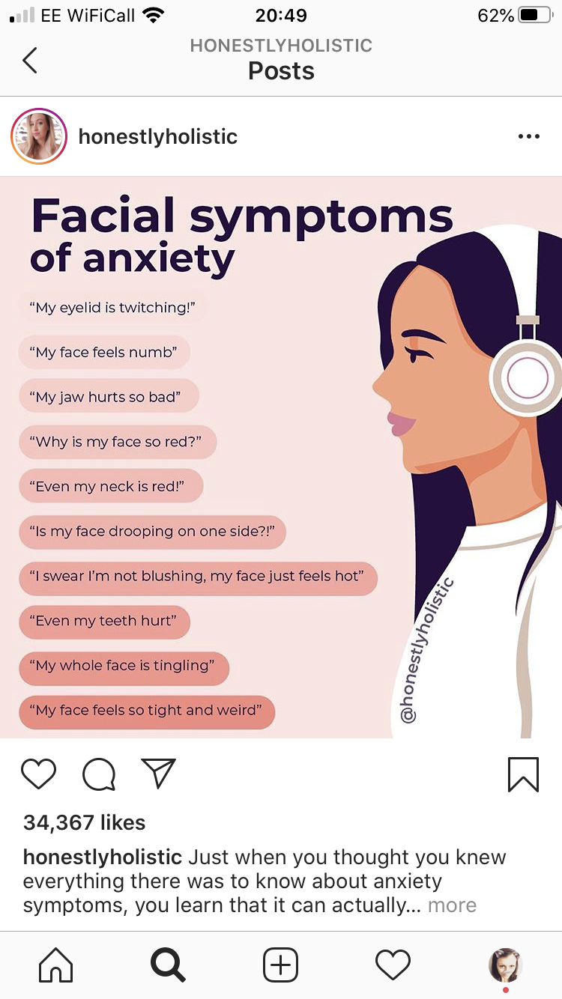 EE WiFiCall 20:49 62%
HONESTLYHOLISTIC
Posts
honestlyholistic
Facial symptoms
of anxiety
“My eyelid is twitching!”
“My face feels numb”
“My jaw hurts so bad”
“Why is my face so red?”
“Even my neck is red!”
“Is my face drooping on one side?!”
“I swear I’m not blushing, my face just feels hot”
“Even my teeth hurt”
“My whole face is tingling”
“My face feels so tight and weird”
@honestlyholistic
34,367 likes
honestlyholistic Just when you thought you knew
everything there was to know about anxiety
symptoms, you learn that it can actually... more